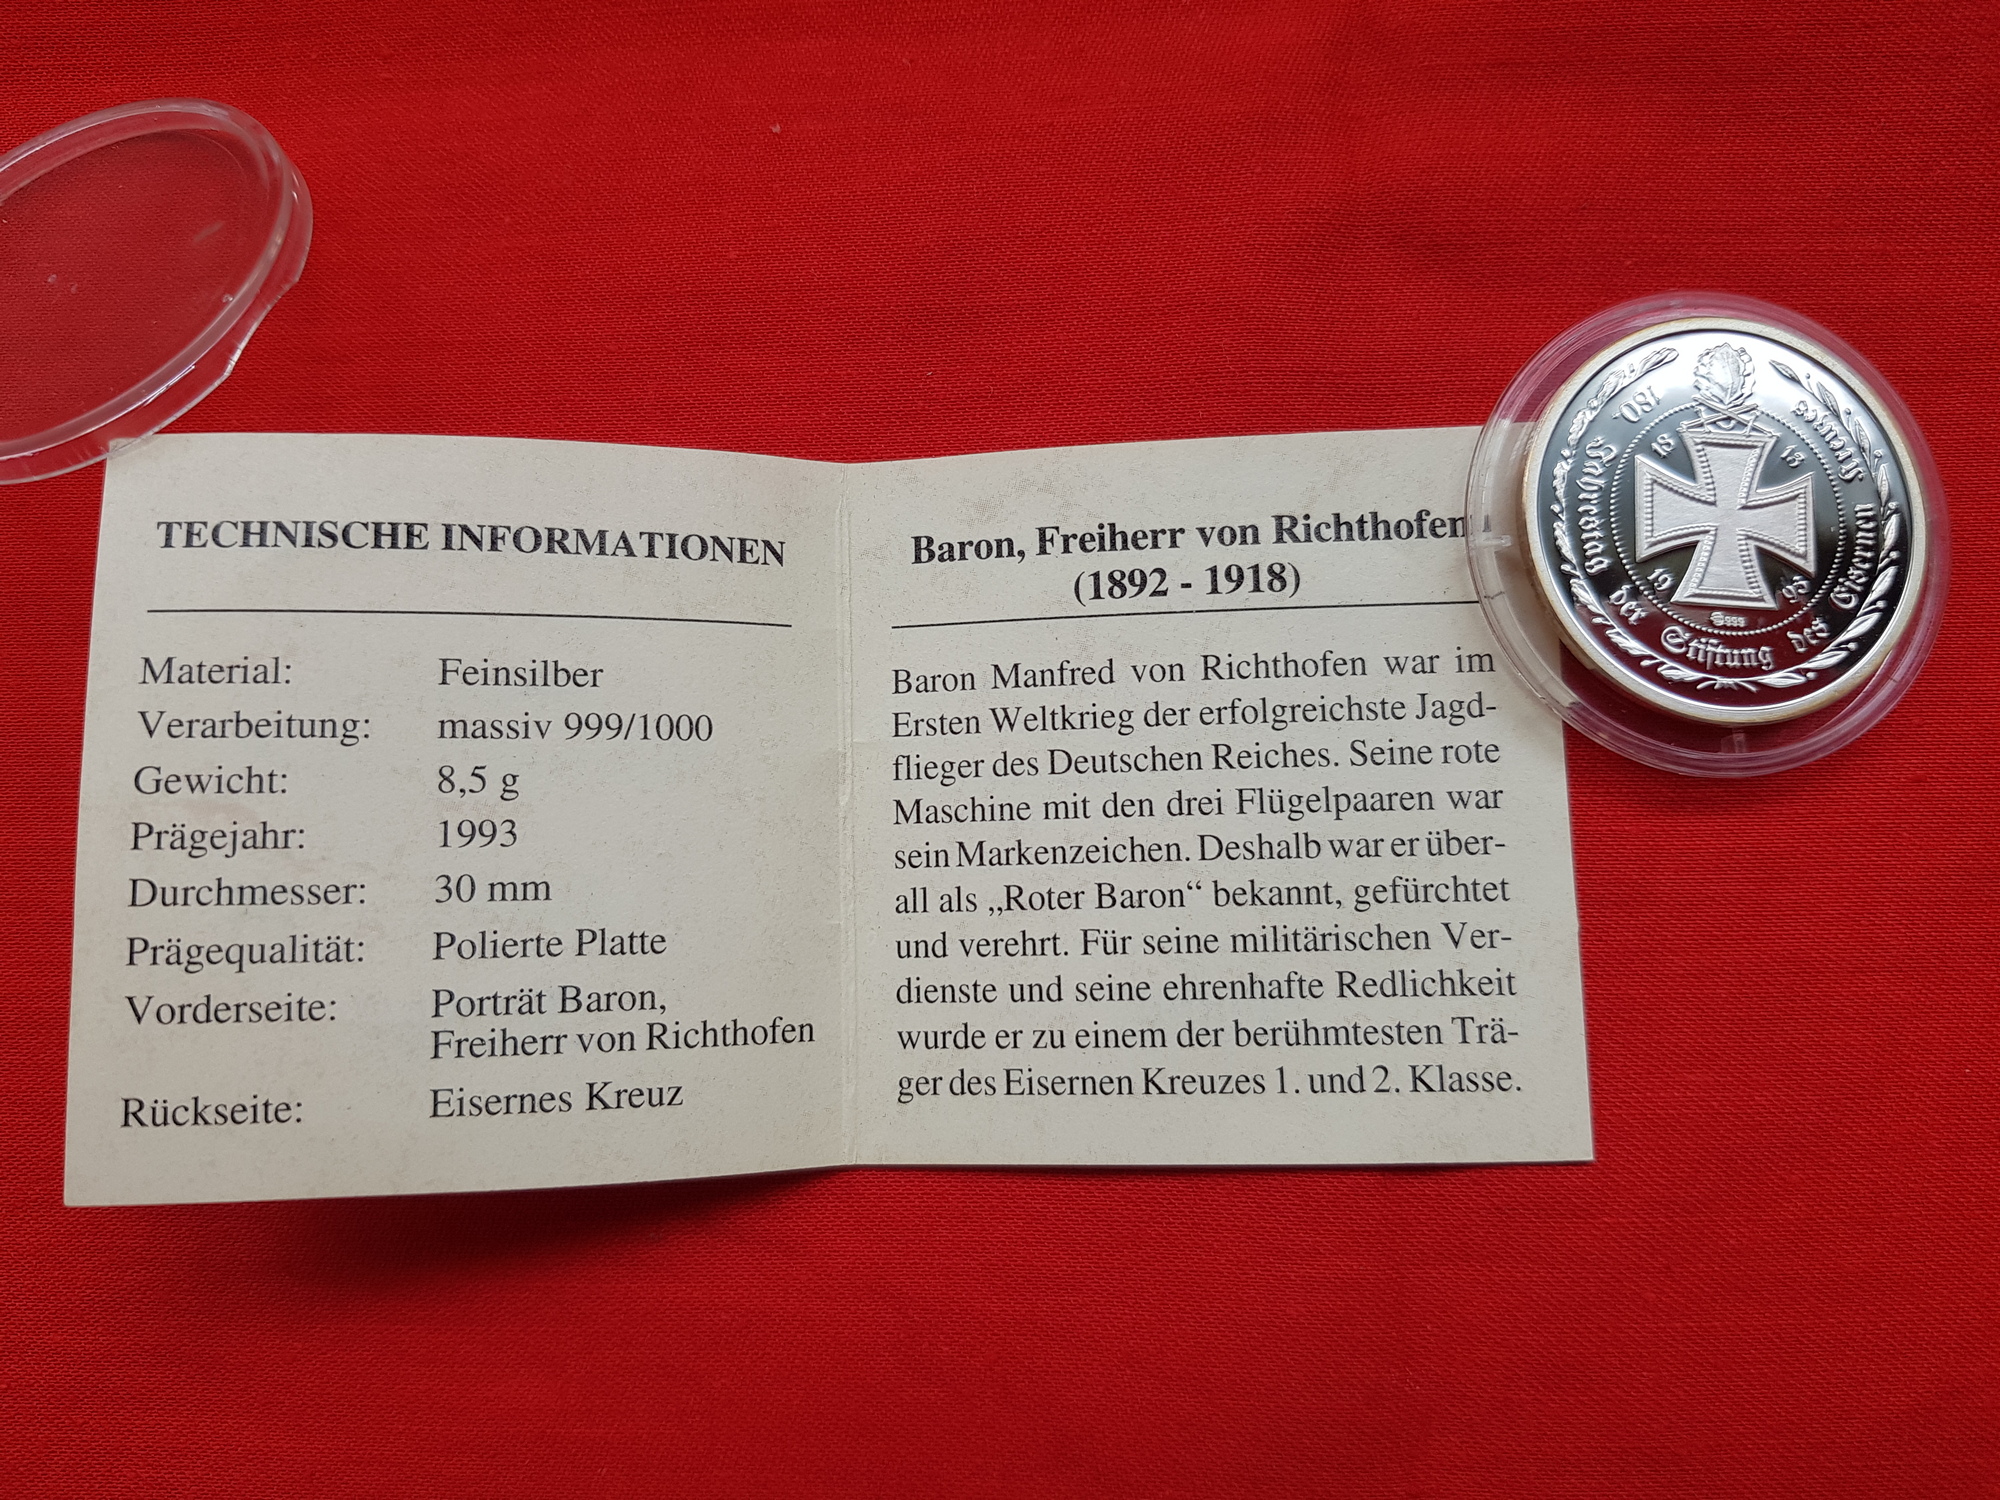 TECHNISCHE INFORMATIONEN
Material: Feinsilber
Verarbeitung: massiv 999/1000
Gewicht: 8,5 g
Prägejahr: 1993
Durchmesser: 30 mm
Prägequalität: Polierte Platte
Vorderseite: Porträt Baron,
Freiherr von Richthofen
Rückseite: Eisernes Kreuz
Baron, Freiherr von Richthofen
(1892 - 1918)
Baron Manfred von Richthofen war im
Ersten Weltkrieg der erfolgreichste Jagd-
flieger des Deutschen Reiches. Seine rote
Maschine mit den drei Flügelpaaren war
sein Markenzeichen. Deshalb war er über-
all als „Roter Baron“ bekannt, gefürchtet
und verehrt. Für seine militärischen Ver-
dienste und seine ehrenhafte Redlichkeit
wurde er zu einem der berühmtesten Trä-
ger des Eisernen Kreuzes 1. und 2. Klasse.
180. Jahrestag der Stiftung des Eisernen Kreuzes
18 13
19 93
999